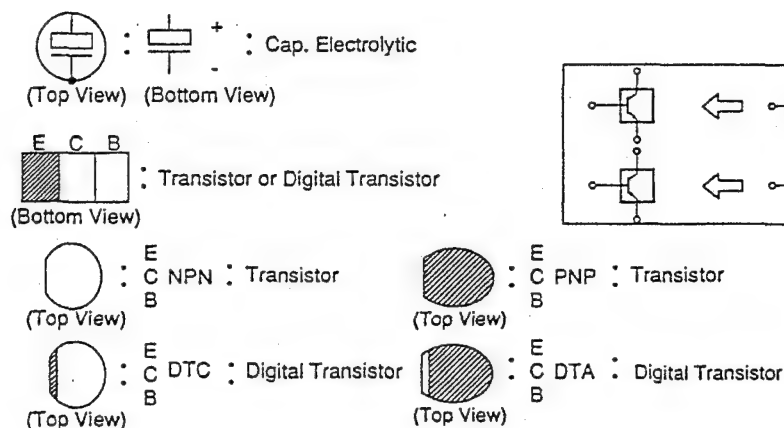 +
: : : Cap. Electrolytic
-
(Top View) (Bottom View)
E C B
: Transistor or Digital Transistor
(Bottom View)
E
: C NPN : Transistor
B
(Top View)
E
: C PNP : Transistor
B
(Top View)
E
: C DTC : Digital Transistor
B
(Top View)
E
: C DTA : Digital Transistor
B
(Top View)